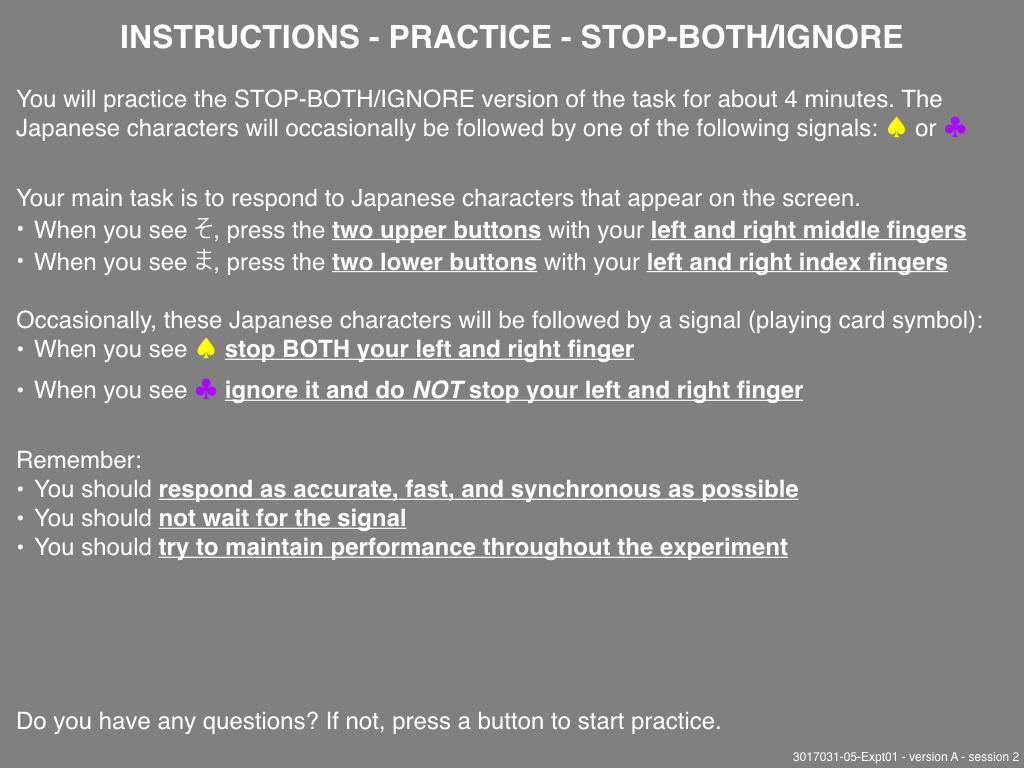 INSTRUCTIONS - PRACTICE - STOP-BOTH/IGNORE
You will practice the STOP-BOTH/IGNORE version of the task for about 4 minutes. The
Japanese characters will occasionally be followed by one of the following signals: ♠ or ♣
Your main task is to respond to Japanese characters that appear on the screen.
• When you see そ, press the two upper buttons with your left and right middle fingers
• When you see ま, press the two lower buttons with your left and right index fingers
Occasionally, these Japanese characters will be followed by a signal (playing card symbol):
• When you see ♠ stop BOTH your left and right finger
• When you see ♣ ignore it and do NOT stop your left and right finger
Remember:
• You should respond as accurate, fast, and synchronous as possible
• You should not wait for the signal
• You should try to maintain performance throughout the experiment
Do you have any questions? If not, press a button to start practice.
3017031-05-Expt01 - version A - session 2